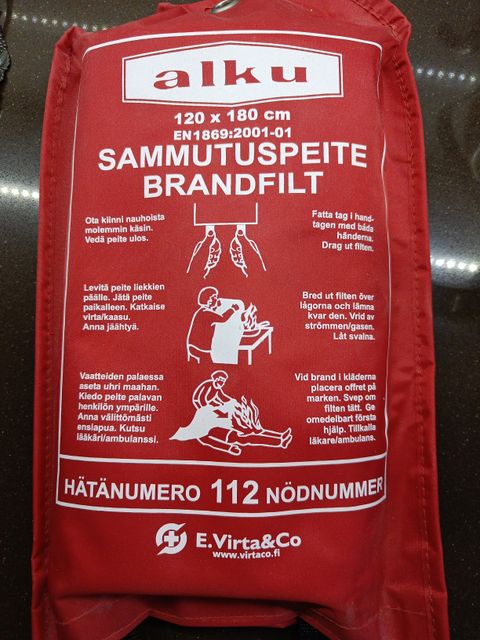 alku
120 x 180 cm
EN1869:2001-01
SAMMUTUSPEITE
BRANDFILT
Ota kiinni nauhoista
molemmin käsin.
Vedä peite ulos.
Fatta tag i hand-
tagen med båda
händerna.
Drag ut filten.
Levitä peite liekkien
päälle. Jätä peite
paikalleen. Katkaise
virta/kaasu.
Anna jäähtyä.
Bred ut filten över
lågorna och lämna
kvar den. Vrid av
strömmen/gasen.
Låt svalna.
Vaatteiden palaessa
aseta uhri maahan.
Kiedo peite palavan
henkilön ympärille.
Anna välittömästi
ensiapua. Kutsu
lääkäri/ambulanssi.
Vid brand i kläderna
placera offret på
marken. Svep om
filten tätt. Ge
omedelbart första
hjälp. Tillkalla
läkare/ambulans.
HÄTÄNUMERO 112 NÖDNUMMER
E.Virta&Co
www.virtaco.fi